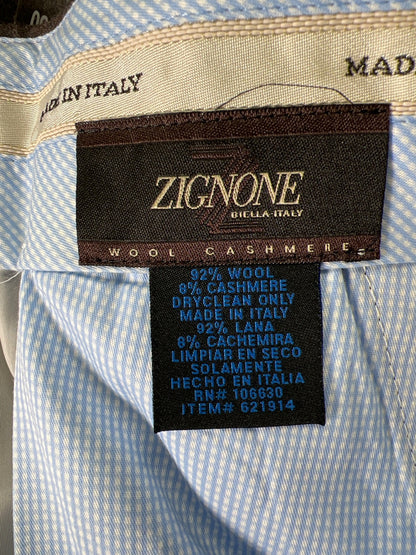 MADE IN ITALY
MAD
ZIGNONE
BIELLA-ITALY
WOOL CASHMERE
92% WOOL
8% CASHMERE
DRYCLEAN ONLY
MADE IN ITALY
92% LANA
8% CACHEMIRA
LIMPIAR EN SECO
SOLAMENTE
HECHO EN ITALIA
RN# 106630
ITEM# 621914